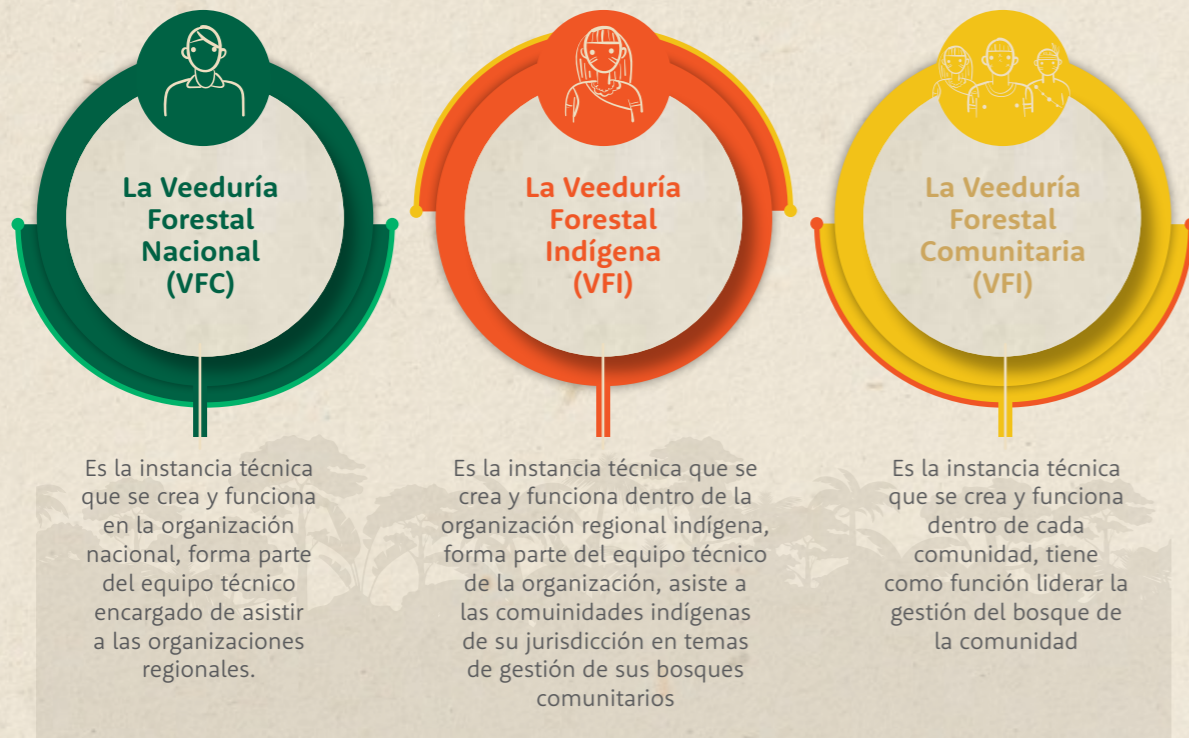 La Veeduría
Forestal
Nacional
(VFC)
Es la instancia técnica
que se crea y funciona
en la organización
nacional, forma parte
del equipo técnico
encargado de asistir
a las organizaciones
regionales.
La Veeduría
Forestal
Indígena
(VFI)
Es la instancia técnica que se
crea y funciona dentro de la
organización regional indígena,
forma parte del equipo técnico
de la organización, asiste a
las comuinidades indígenas
de su jurisdicción en temas
de gestión de sus bosques
comunitarios
La Veeduría
Forestal
Comunitaria
(VFI)
Es la instancia técnica
que se crea y funciona
dentro de cada
comunidad, tiene
como función liderar la
gestión del bosque de
la comunidad